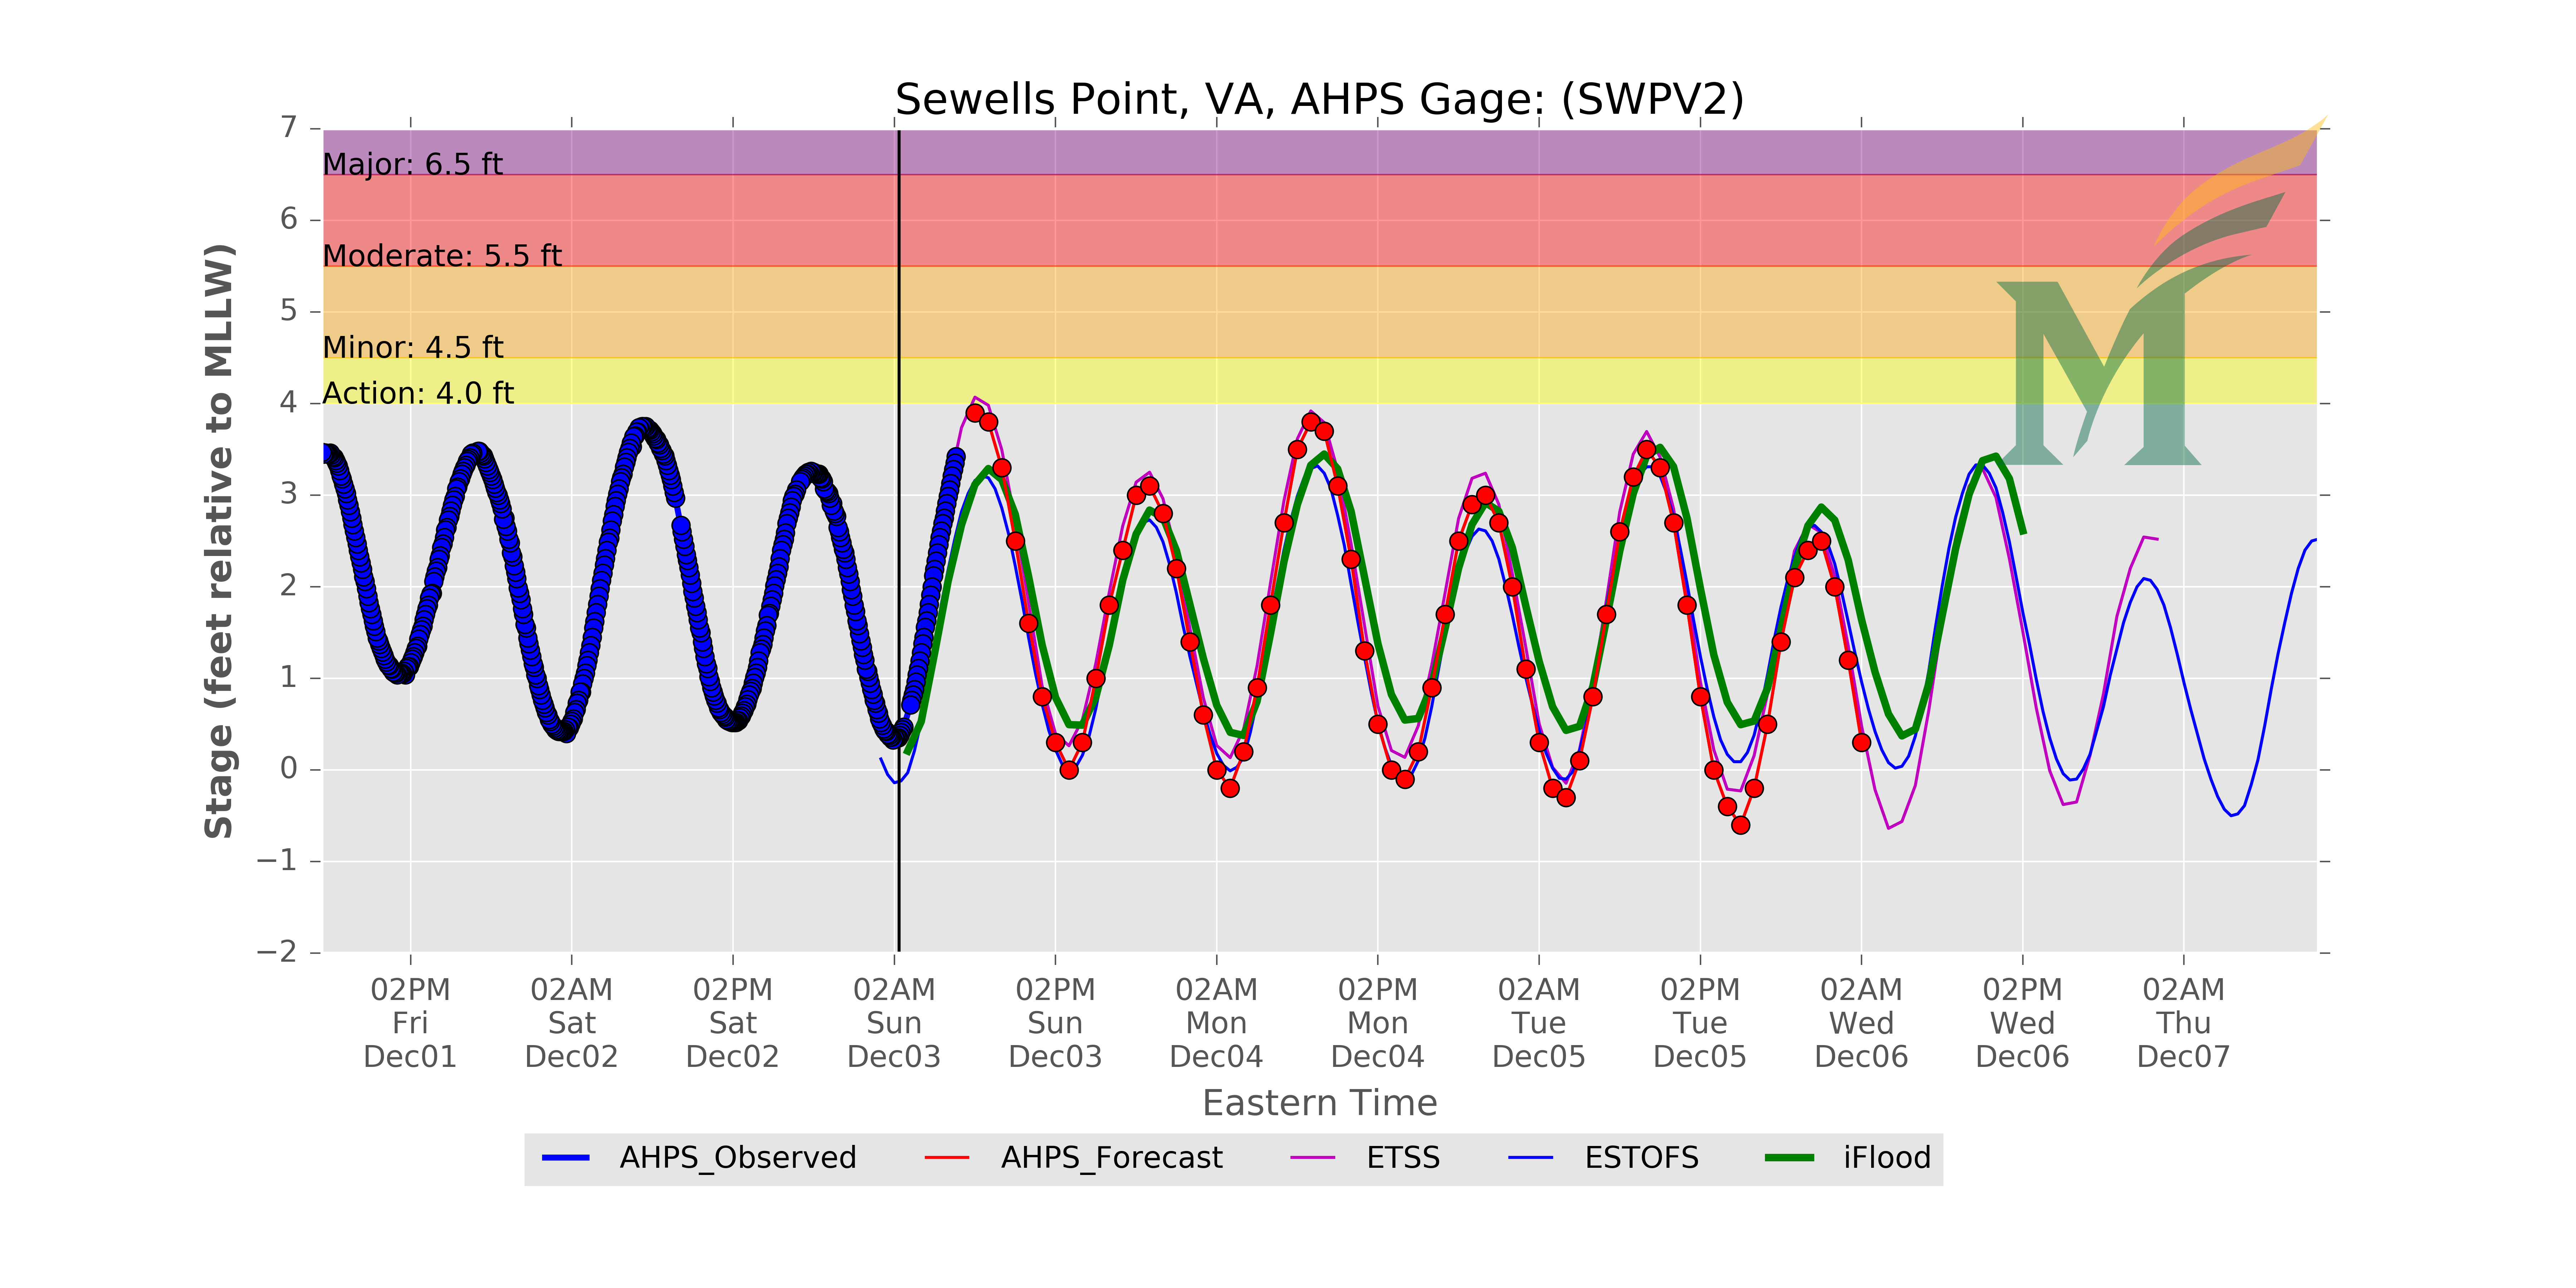 Sewells Point, VA, AHPS Gage: (SWPV2)
7
Major: 6.5 ft
6
Moderate: 5.5 ft
5
Minor: 4.5 ft
Action: 4.0 ft
4
3
2
1
0
−1
−2
Stage (feet relative to MLLW)
02PM 02AM 02PM 02AM 02PM 02AM 02PM 02AM 02PM 02AM 02PM 02AM
Fri Sat Sat Sun Sun Mon Mon Tue Tue Wed Wed Thu
Dec01 Dec02 Dec02 Dec03 Dec03 Dec04 Dec04 Dec05 Dec05 Dec06 Dec06 Dec07
Eastern Time
AHPS_Observed AHPS_Forecast ETSS ESTOFS iFlood